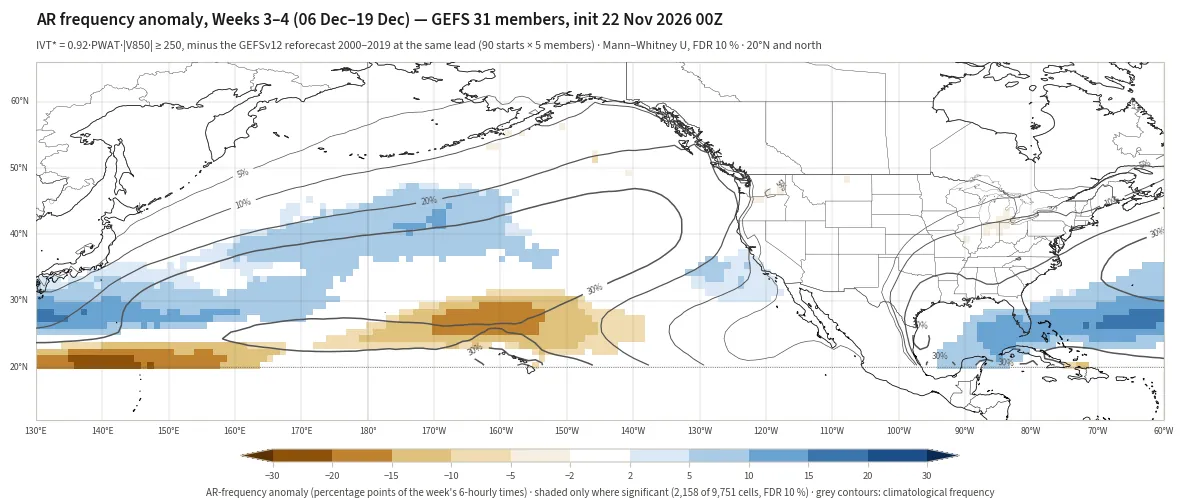 AR frequency anomaly, Weeks 3–4 (06 Dec–19 Dec) — GEFS 31 members, init 22 Nov 2026 00Z
IVT* = 0.92·PWAT·|V850| ≥ 250, minus the GEFSv12 reforecast 2000–2019 at the same lead (90 starts × 5 members) · Mann–Whitney U, FDR 10 % · 20°N and north
60°N
50°N
40°N
30°N
20°N
5%
10%
20%
30%
30%
5%
5%
10%
30%
30%
30%
30%
130°E
140°E
150°E
160°E
170°E
180°
170°W
160°W
150°W
140°W
130°W
120°W
110°W
100°W
90°W
80°W
70°W
60°W
−30
−20
−15
−10
−5
−2
2
5
10
15
20
30
AR-frequency anomaly (percentage points of the week's 6-hourly times) · shaded only where significant (2,158 of 9,751 cells, FDR 10 %) · grey contours: climatological frequency